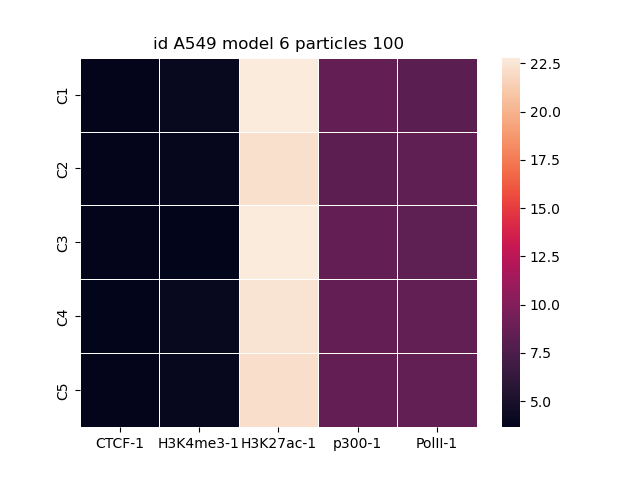 id A549 model 6 particles 100
C1
C2
C3
C4
C5
CTCF-1 H3K4me3-1 H3K27ac-1 p300-1 PolII-1
22.5
20.0
17.5
15.0
12.5
10.0
7.5
5.0